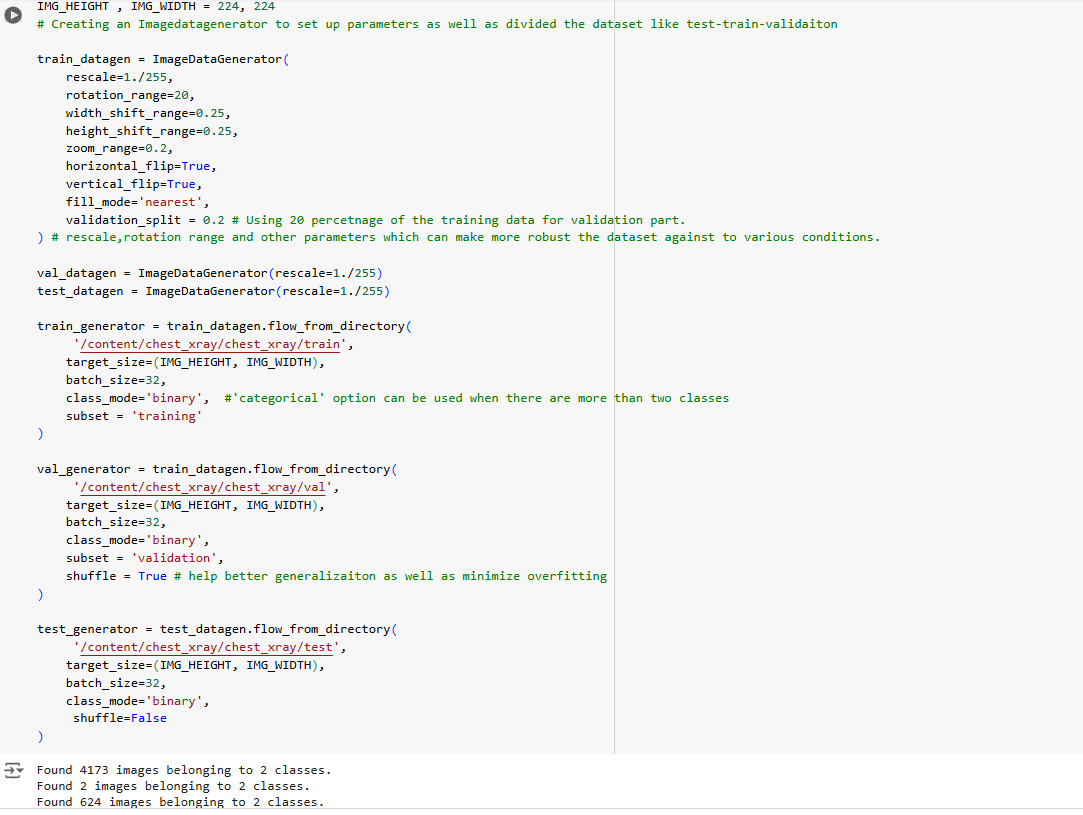 IMG_HEIGHT , IMG_WIDTH = 224, 224
# Creating an Imagedatagenerator to set up parameters as well as divided the dataset like test-train-validaiton
train_datagen = ImageDataGenerator(
rescale=1./255,
rotation_range=20,
width_shift_range=0.25,
height_shift_range=0.25,
zoom_range=0.2,
horizontal_flip=True,
vertical_flip=True,
fill_mode='nearest',
validation_split = 0.2 # Using 20 percetnage of the training data for validation part.
) # rescale,rotation range and other parameters which can make more robust the dataset against to various conditions.
val_datagen = ImageDataGenerator(rescale=1./255)
test_datagen = ImageDataGenerator(rescale=1./255)
train_generator = train_datagen.flow_from_directory(
'/content/chest_xray/chest_xray/train',
target_size=(IMG_HEIGHT, IMG_WIDTH),
batch_size=32,
class_mode='binary',  #'categorical' option can be used when there are more than two classes
subset = 'training'
)
val_generator = train_datagen.flow_from_directory(
'/content/chest_xray/chest_xray/val',
target_size=(IMG_HEIGHT, IMG_WIDTH),
batch_size=32,
class_mode='binary',
subset = 'validation',
shuffle = True # help better generalizaiton as well as minimize overfitting
)
test_generator = test_datagen.flow_from_directory(
'/content/chest_xray/chest_xray/test',
target_size=(IMG_HEIGHT, IMG_WIDTH),
batch_size=32,
class_mode='binary',
shuffle=False
)
Found 4173 images belonging to 2 classes.
Found 2 images belonging to 2 classes.
Found 624 images belonging to 2 classes.